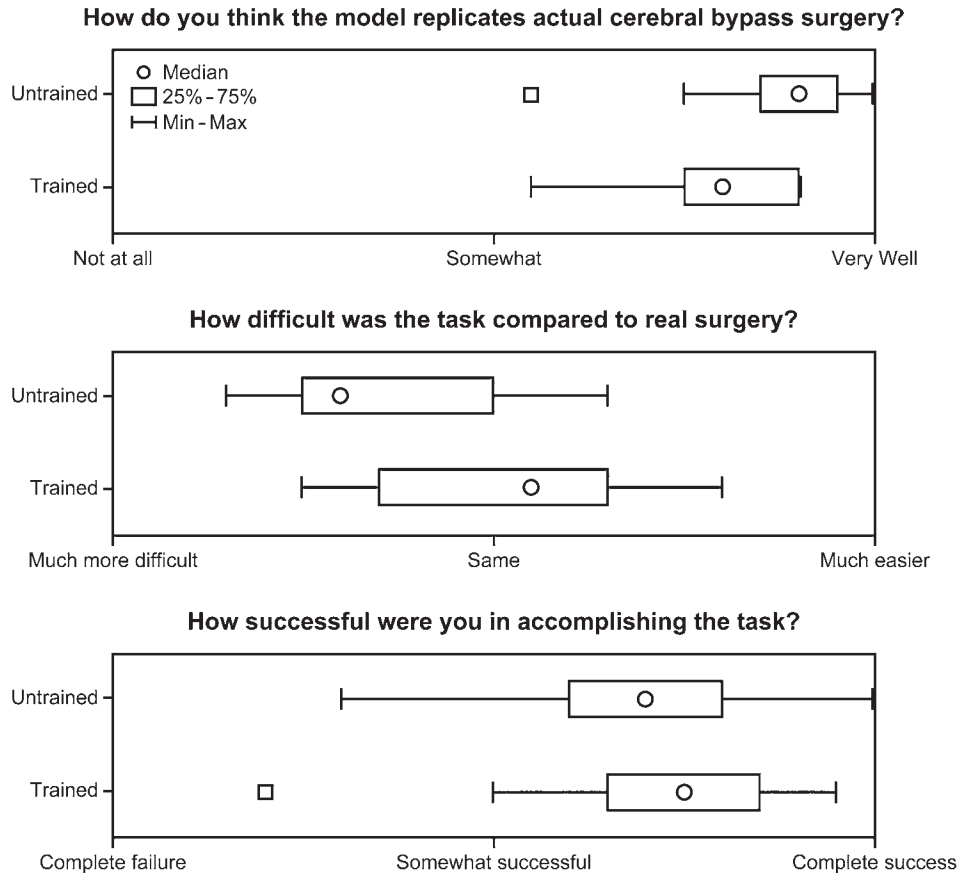 How do you think the model replicates actual cerebral bypass surgery?
Median
25%-75%
Min-Max
Untrained
Trained
Not at all
Somewhat
Very Well
How difficult was the task compared to real surgery?
Untrained
Trained
Much more difficult
Same
Much easier
How successful were you in accomplishing the task?
Untrained
Trained
Complete failure
Somewhat successful
Complete success